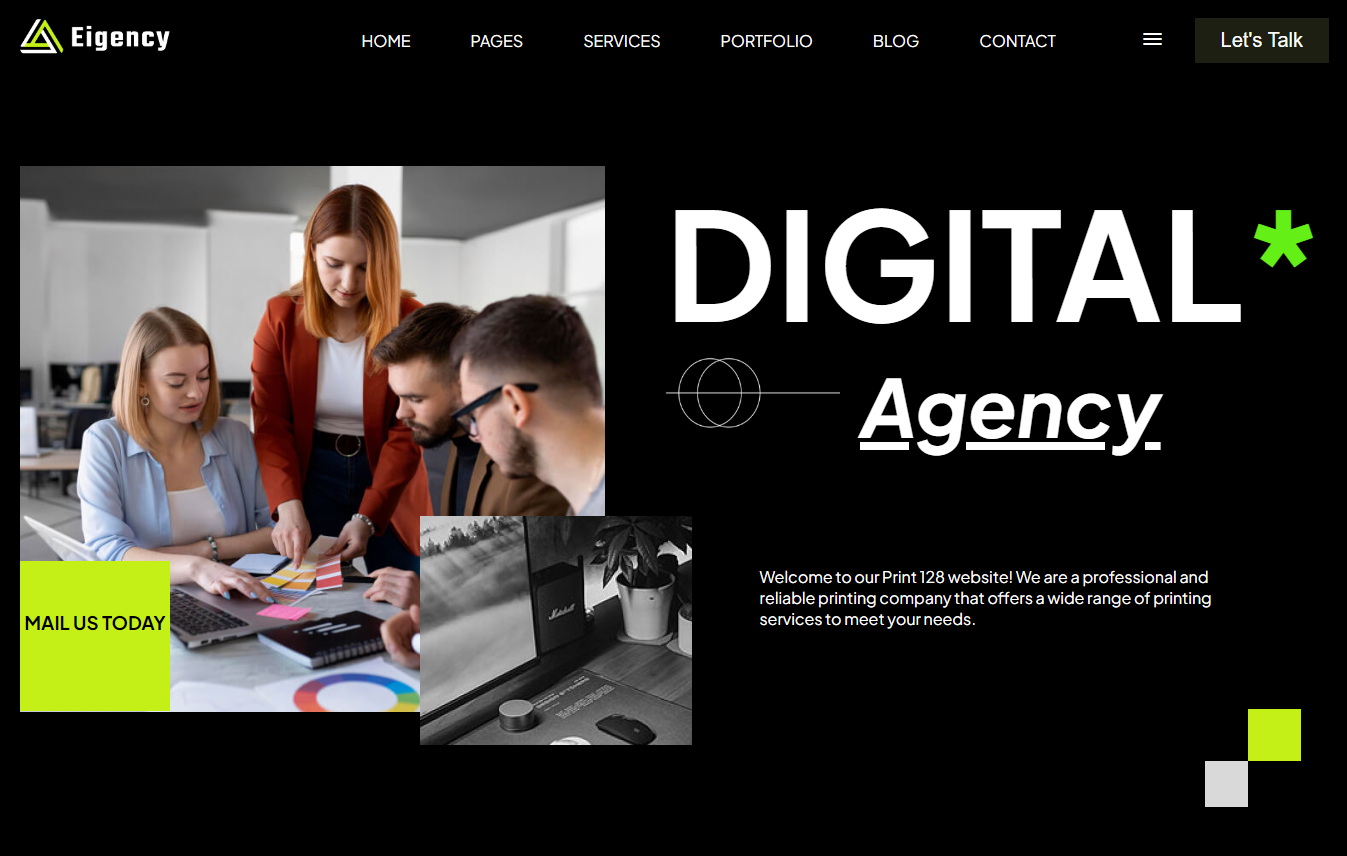 Eigency
HOME
PAGES
SERVICES
PORTFOLIO
BLOG
CONTACT
Let's Talk
DIGITAL*
Agency
MAIL US TODAY
Marshall
Welcome to our Print 128 website! We are a professional and
reliable printing company that offers a wide range of printing
services to meet your needs.